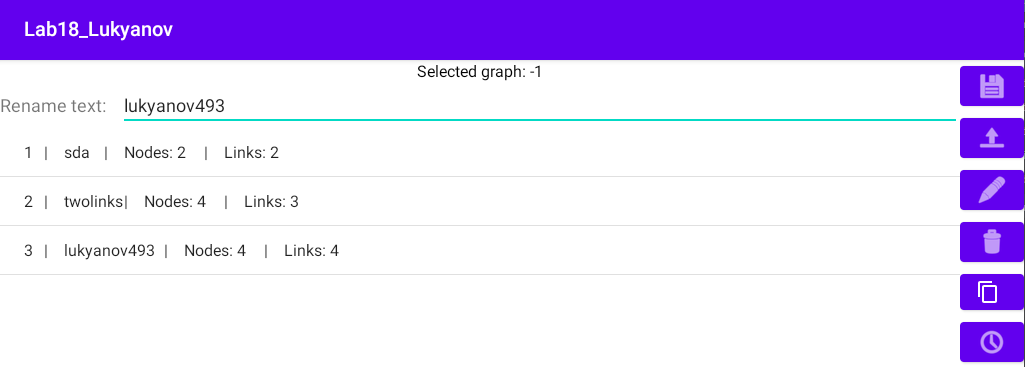 Lab18_Lukyanov
Selected graph: -1
Rename text: lukyanov493
1 | sda | Nodes: 2 | Links: 2
2 | twolinks| Nodes: 4 | Links: 3
3 | lukyanov493 | Nodes: 4 | Links: 4